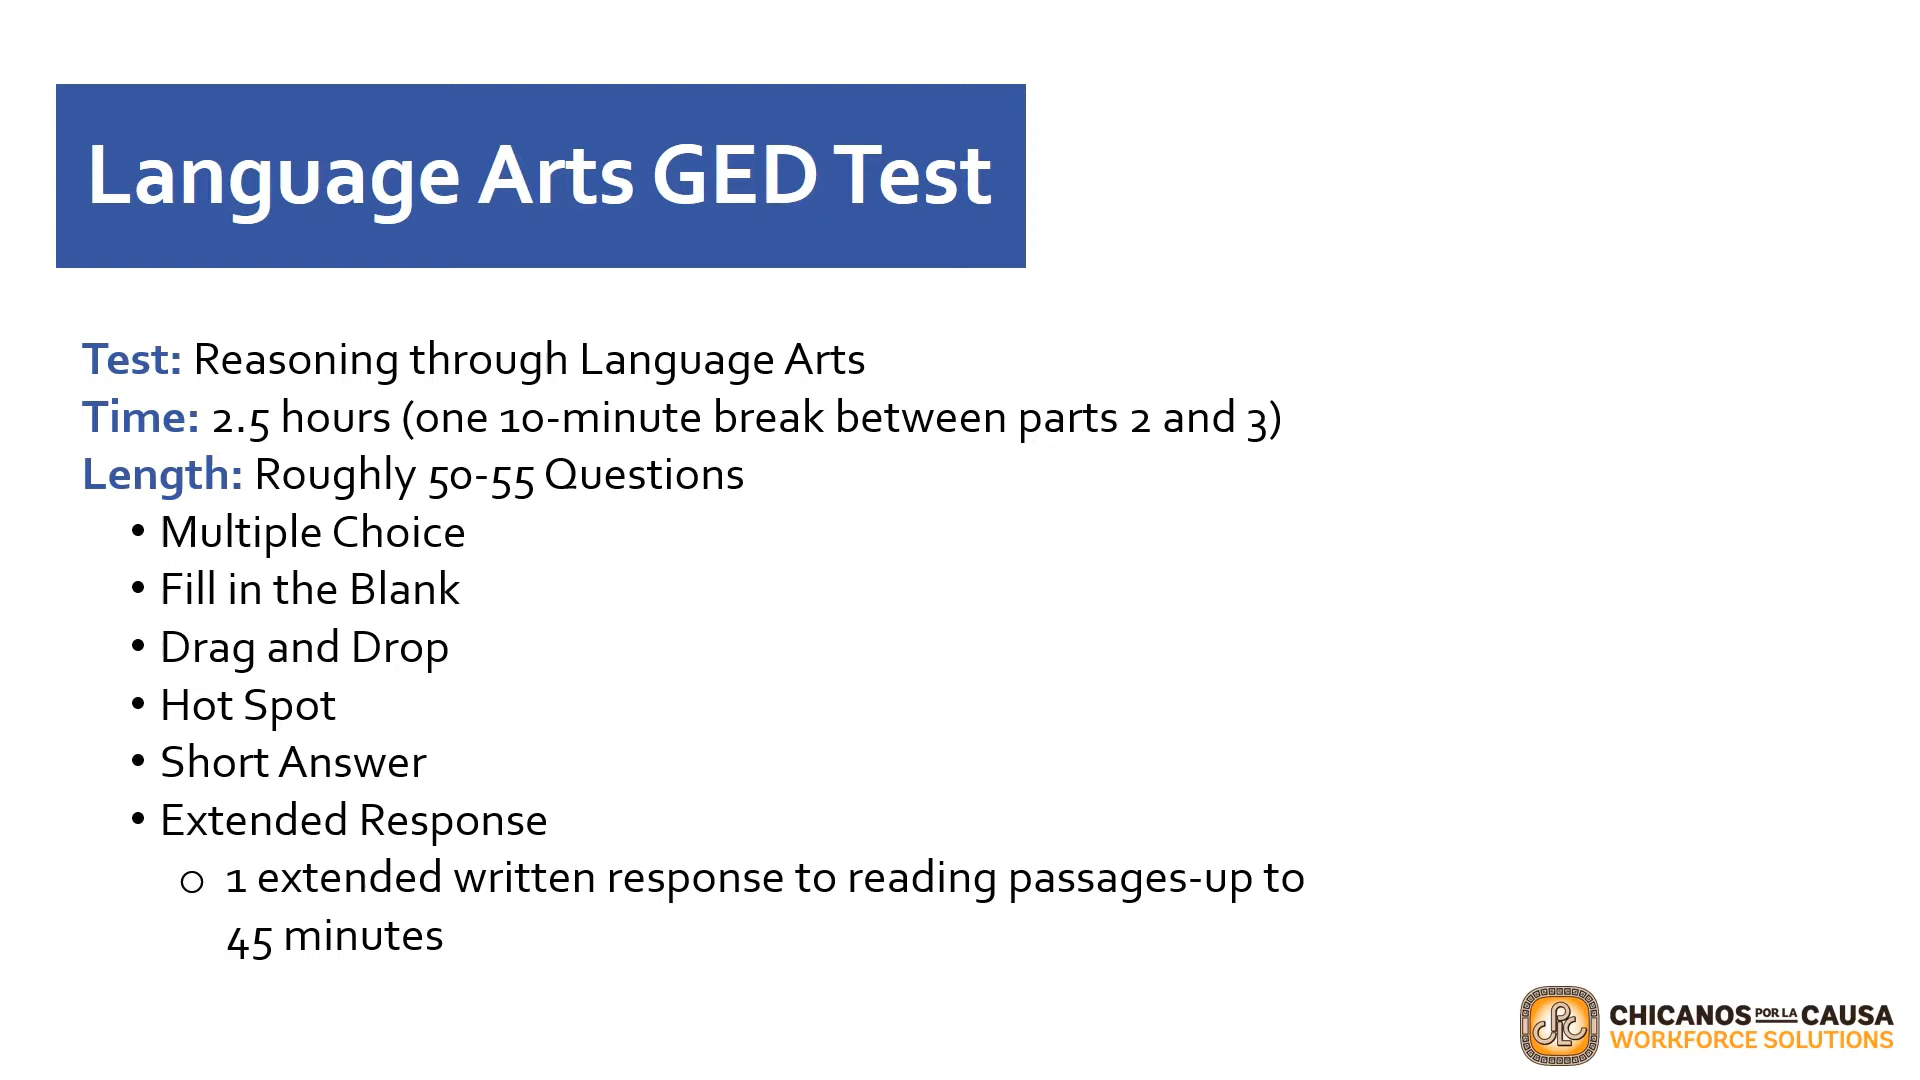 Language Arts GED Test
Test: Reasoning through Language Arts
Time: 2.5 hours (one 10-minute break between parts 2 and 3)
Length: Roughly 50-55 Questions
• Multiple Choice
• Fill in the Blank
• Drag and Drop
• Hot Spot
• Short Answer
• Extended Response
o 1 extended written response to reading passages-up to
45 minutes
CPLC
CHICANOS POR LA CAUSA
WORKFORCE SOLUTIONS